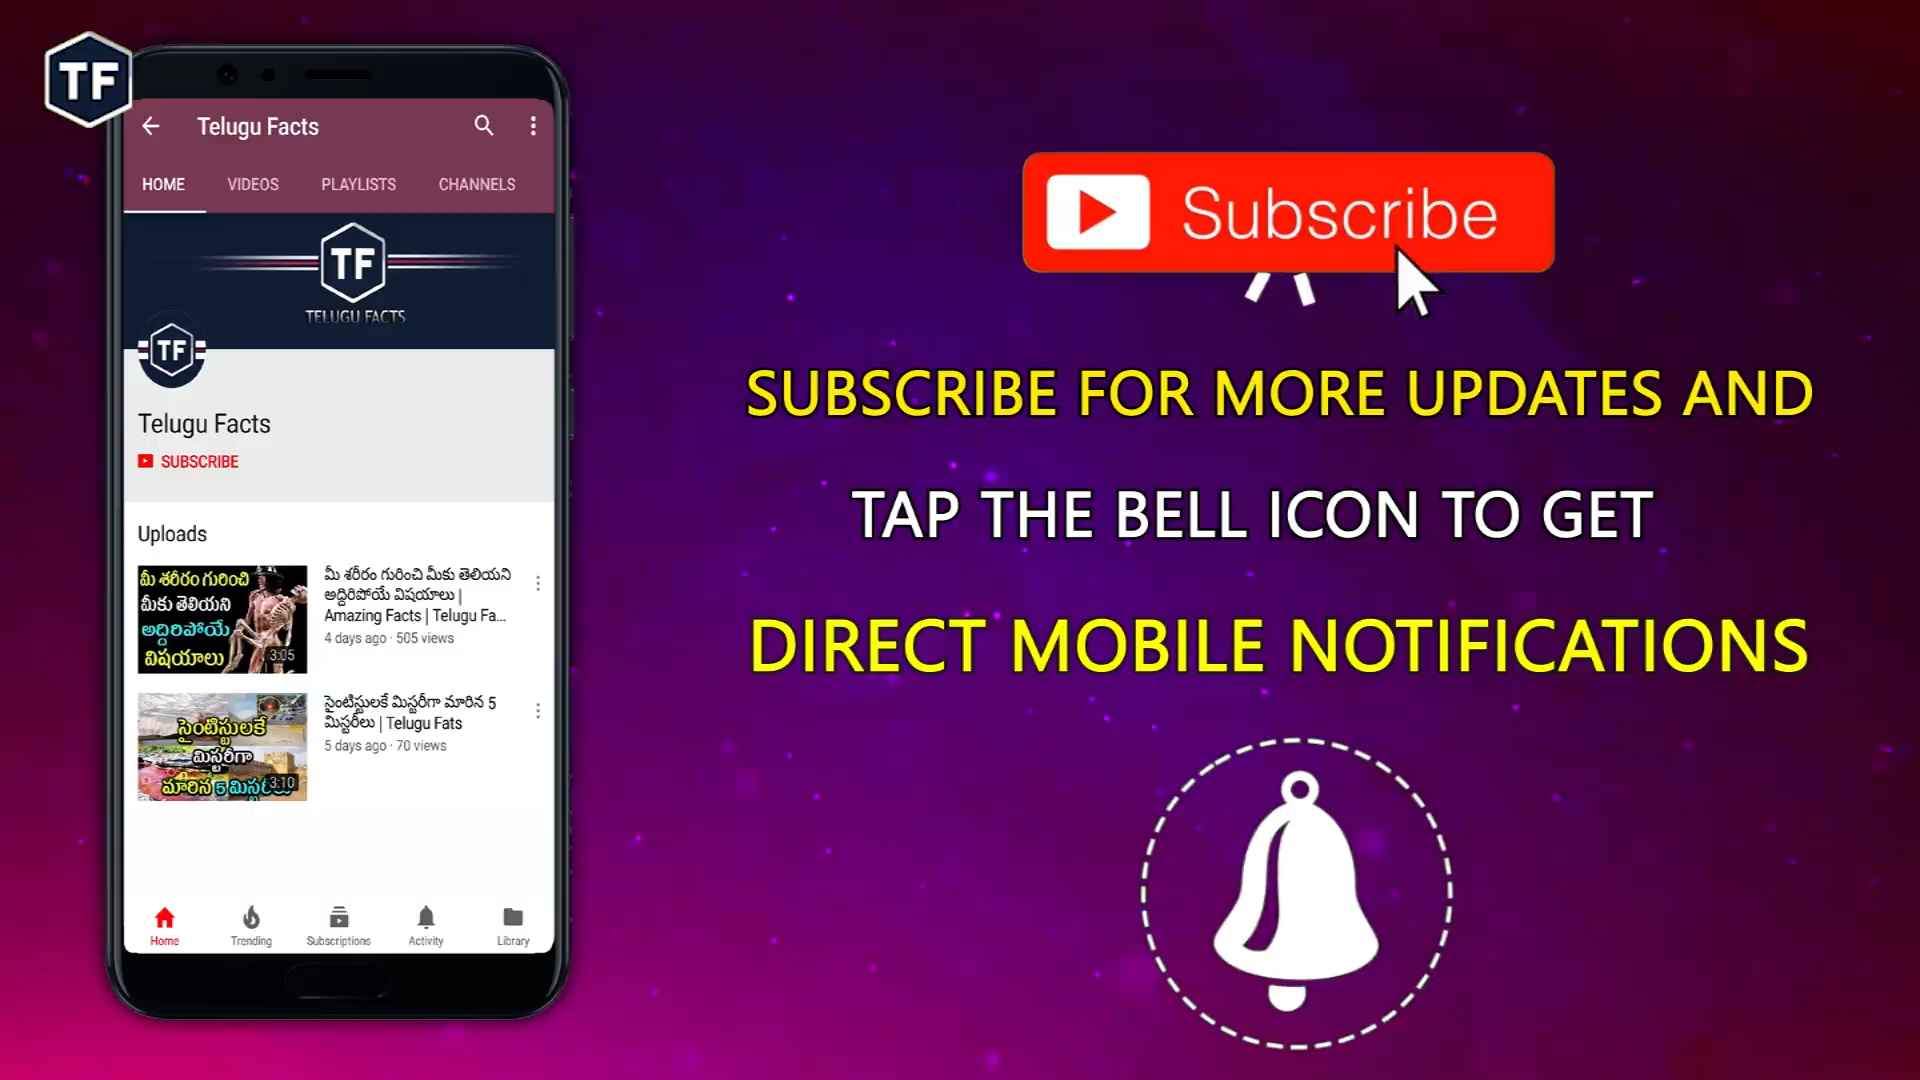 TF
Telugu Facts
HOME VIDEOS PLAYLISTS CHANNELS
TF
TELUGU FACTS
TF
Telugu Facts
SUBSCRIBE
Uploads
మీ శరీరం గురించి
మీకు తెలియని
అద్దిరిపోయే
విషయాలు
3:05
మీ శరీరం గురించి మీకు తెలియని
అద్దిరిపోయే విషయాలు |
Amazing Facts | Telugu Fa...
4 days ago · 505 views
సైంటిస్టులకే
మిస్టరీగా
మారిన 5
3:10
సైంటిస్టులకే మిస్టరీగా మారిన 5
మిస్టరీలు | Telugu Fats
5 days ago · 70 views
Home Trending Subscriptions Activity Library
Subscribe
SUBSCRIBE FOR MORE UPDATES AND
TAP THE BELL ICON TO GET
DIRECT MOBILE NOTIFICATIONS